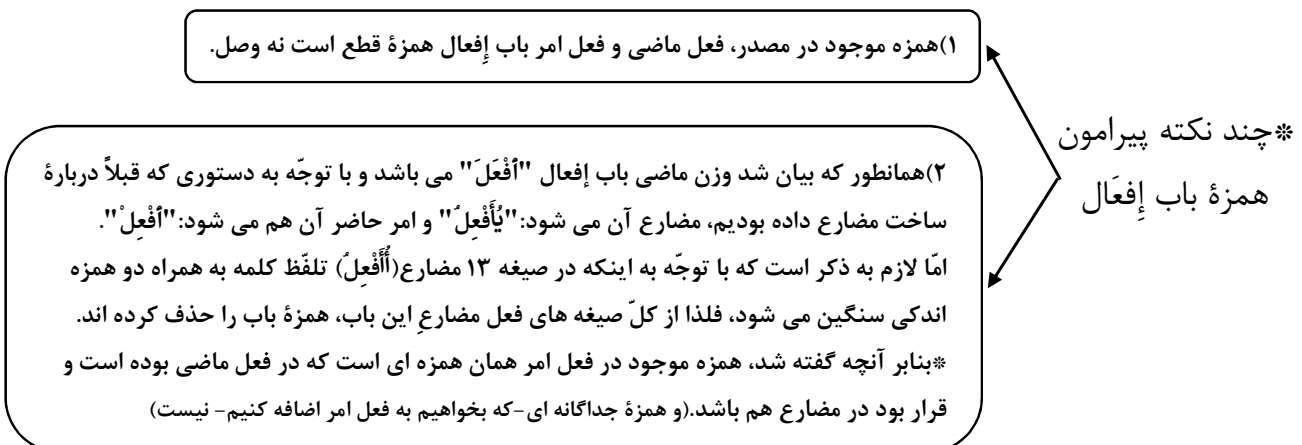 *چند نکته پیرامون
همزهٔ باب إِفعَال
۱)همزه موجود در مصدر، فعل ماضی و فعل امر باب إِفعال همزهٔ قطع است نه وصل.
۲)همانطور که بیان شد وزن ماضی باب إفعال "أَفْعَلَ" می باشد و با توجّه به دستوری که قبلاً دربارهٔ
ساخت مضارع داده بودیم، مضارع آن می شود:"یُأَفْعِلُ" و امر حاضر آن هم می شود:"أَفْعِلْ".
امّا لازم به ذکر است که با توجّه به اینکه در صیغه ۱۳ مضارع(أُأَفْعِلُ) تلفّظ کلمه به همراه دو همزه
اندکی سنگین می شود، فلذا از کلّ صیغه های فعل مضارعِ این باب، همزهٔ باب را حذف کرده اند.
*بنابر آنچه گفته شد، همزه موجود در فعل امر همان همزه ای است که در فعل ماضی بوده است و
قرار بود در مضارع هم باشد.(و همزهٔ جداگانه ای-که بخواهیم به فعل امر اضافه کنیم- نیست)